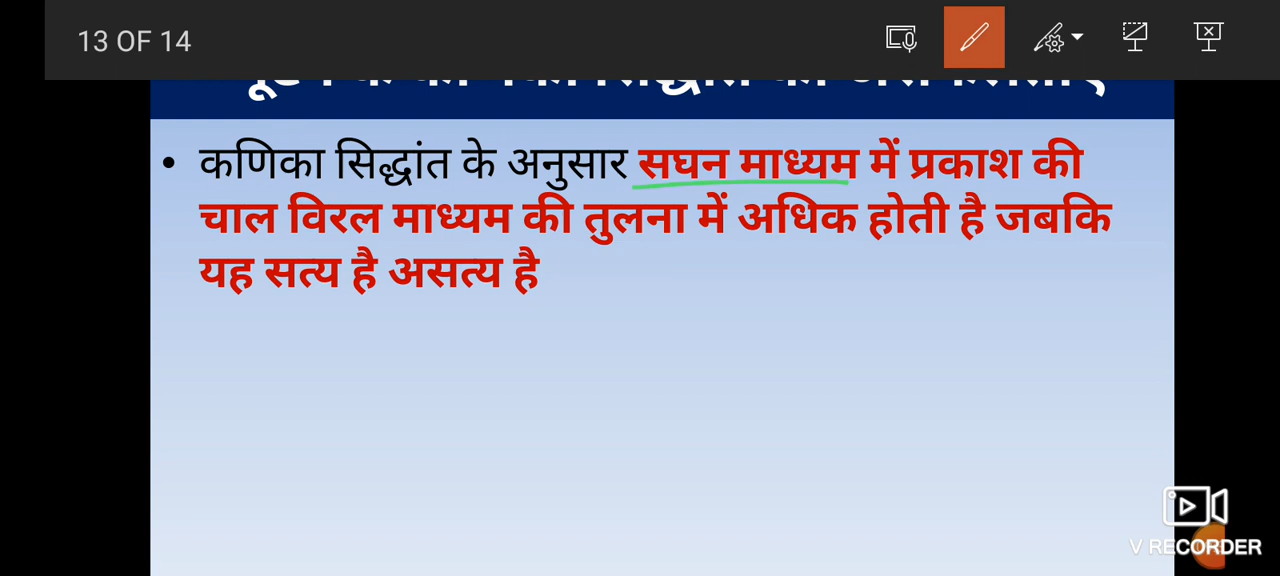 13 OF 14
कणिका सिद्धांत के अनुसार सघन माध्यम में प्रकाश की
चाल विरल माध्यम की तुलना में अधिक होती है जबकि
यह सत्य है असत्य है
V RECORDER